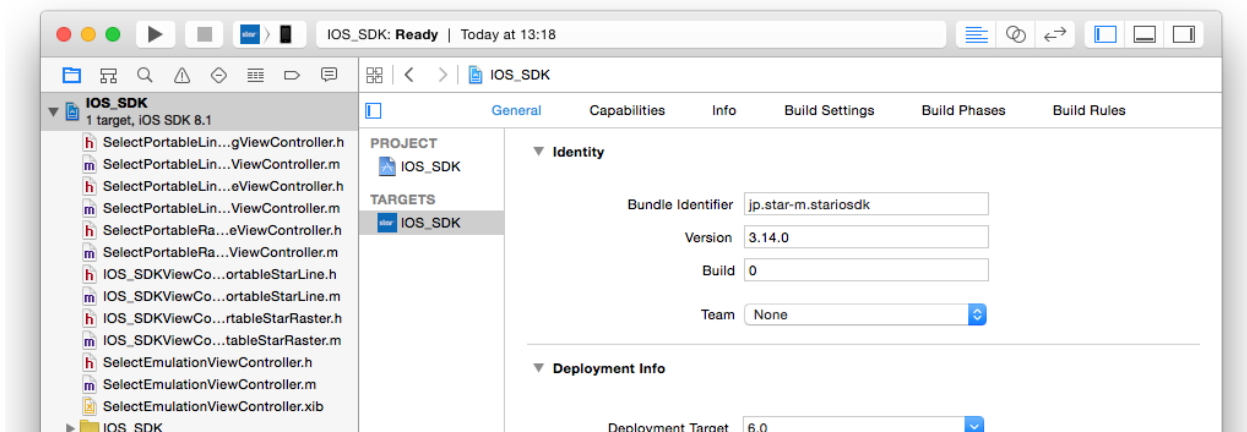 IOS_SDK: Ready | Today at 13:18
IOS_SDK
1 target, iOS SDK 8.1
h SelectPortableLin...gViewController.h
m SelectPortableLin...ViewController.m
h SelectPortableLin...eViewController.h
m SelectPortableLin...ViewController.m
h SelectPortableRa...eViewController.h
m SelectPortableRa...ViewController.m
h IOS_SDKViewCo...ortableStarLine.h
m IOS_SDKViewCo...ortableStarLine.m
h IOS_SDKViewCo...rtableStarRaster.h
m IOS_SDKViewCo...tableStarRaster.m
h SelectEmulationViewController.h
m SelectEmulationViewController.m
SelectEmulationViewController.xib
IOS_SDK
IOS_SDK
General Capabilities Info Build Settings Build Phases Build Rules
PROJECT
IOS_SDK
TARGETS
star IOS_SDK
Identity
Bundle Identifier jp.star-m.stariosdk
Version 3.14.0
Build 0
Team None
Deployment Info
Deployment Target 6.0